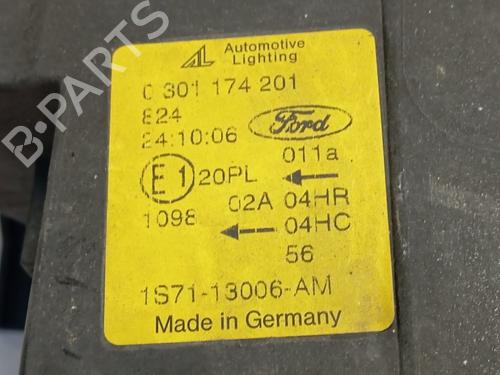 AL Automotive
Lighting
0 301 174 201
824
24:10:06 Ford
011a
E1 20PL
02A 04HR
1098 04HC
56
1S71-13006-AM
Made in Germany
B-PARTS